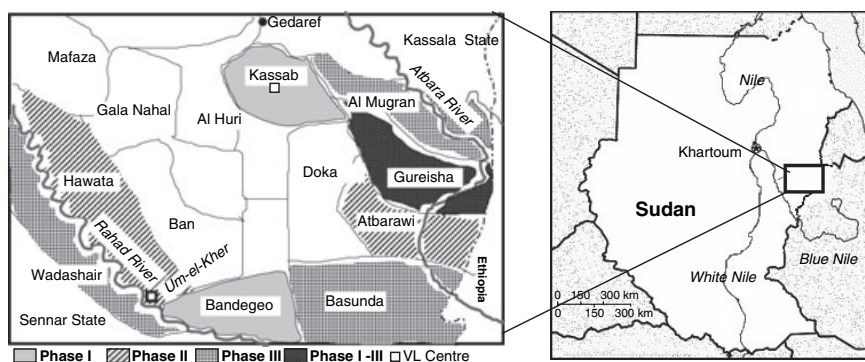 Gedaref
Kassala State
Mafaza
Kassab
Atbara River
Al Mugran
Gala Nahal
Al Huri
Doka
Gureisha
Hawata
Ban
Atbarawi
Rahad River
Um-el-Kher
Wadashair
Ethiopia
Bandegeo
Basunda
Sennar State
Phase I Phase II Phase III Phase I -III VL Centre
Nile
Khartoum
Sudan
Blue Nile
White Nile
0 150 300 km
0 150 300 km